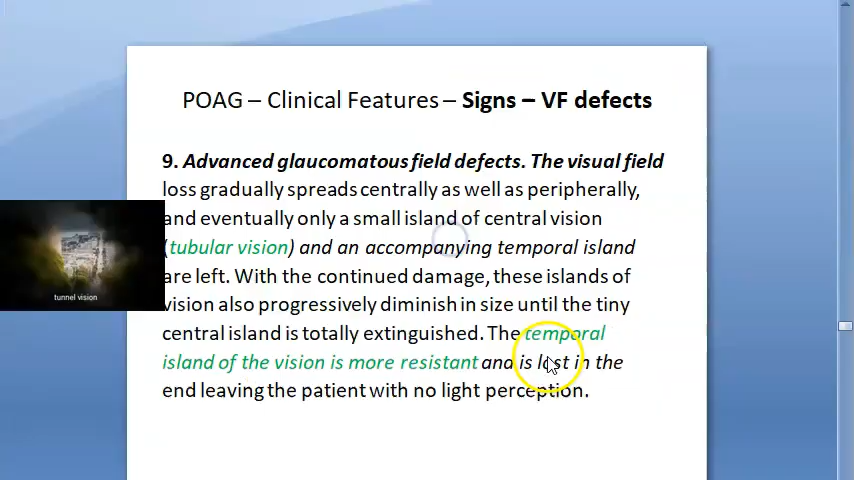 POAG – Clinical Features – Signs – VF defects
9. Advanced glaucomatous field defects. The visual field
loss gradually spreads centrally as well as peripherally,
and eventually only a small island of central vision
(tubular vision) and an accompanying temporal island
are left. With the continued damage, these islands of
vision also progressively diminish in size until the tiny
central island is totally extinguished. The temporal
island of the vision is more resistant and is lost in the
end leaving the patient with no light perception.
tunnel vision